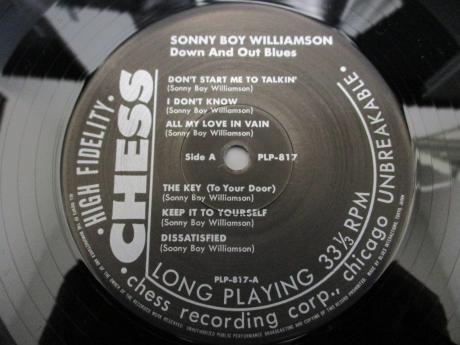 SONNY BOY WILLIAMSON
Down And Out Blues
DON'T START ME TO TALKIN'
(Sonny Boy Williamson)
I DON'T KNOW
(Sonny Boy Williamson)
ALL MY LOVE IN VAIN
(Sonny Boy Williamson)
Side A PLP-817
THE KEY (To Your Door)
(Sonny Boy Williamson)
KEEP IT TO YOURSELF
(Sonny Boy Williamson)
DISSATISFIED
(Sonny Boy Williamson)
PLP-817-A
• HIGH FIDELITY •
CHESS
LONG PLAYING 33⅓ RPM UNBREAKABLE •
• chess recording corp., chicago